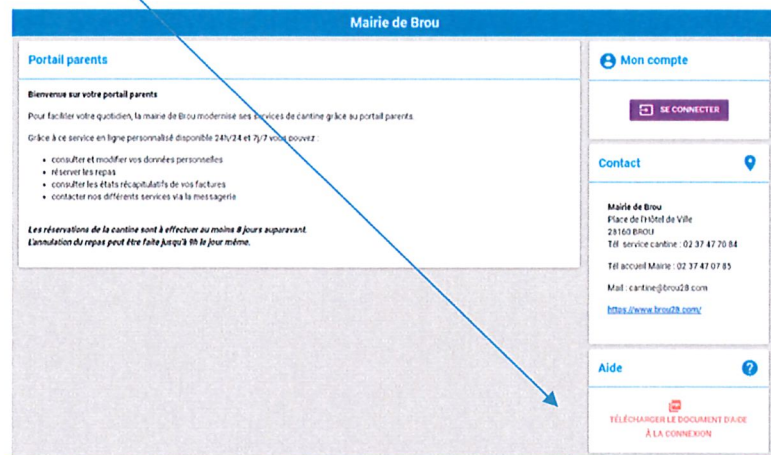 Mairie de Brou
Portail parents
Bienvenue sur votre portail parents
Pour faciliter votre quotidien, la mairie de Brou modernise ses services de cantine grâce au portail parents.
Grâce à ce service en ligne personnalisé disponible 24h/24 et 7j/7 vous pouvez :
• consulter et modifier vos données personnelles
• réserver les repas
• consulter les états récapitulatifs de vos factures
• contacter nos différents services via la messagerie
Les réservations de la cantine sont à effectuer au moins 8 jours auparavant.
L'annulation du repas peut être faite jusqu'à 9h le jour même.
Mon compte
SE CONNECTER
Contact
Mairie de Brou
Place de l'Hôtel de Ville
28160 BROU
Tél service cantine : 02 37 47 70 84
Tél accueil Mairie : 02 37 47 07 85
Mail : cantine@brou28.com
https://www.brou28.com/
Aide
?
TÉLÉCHARGER LE DOCUMENT D'AIDE
À LA CONNEXION